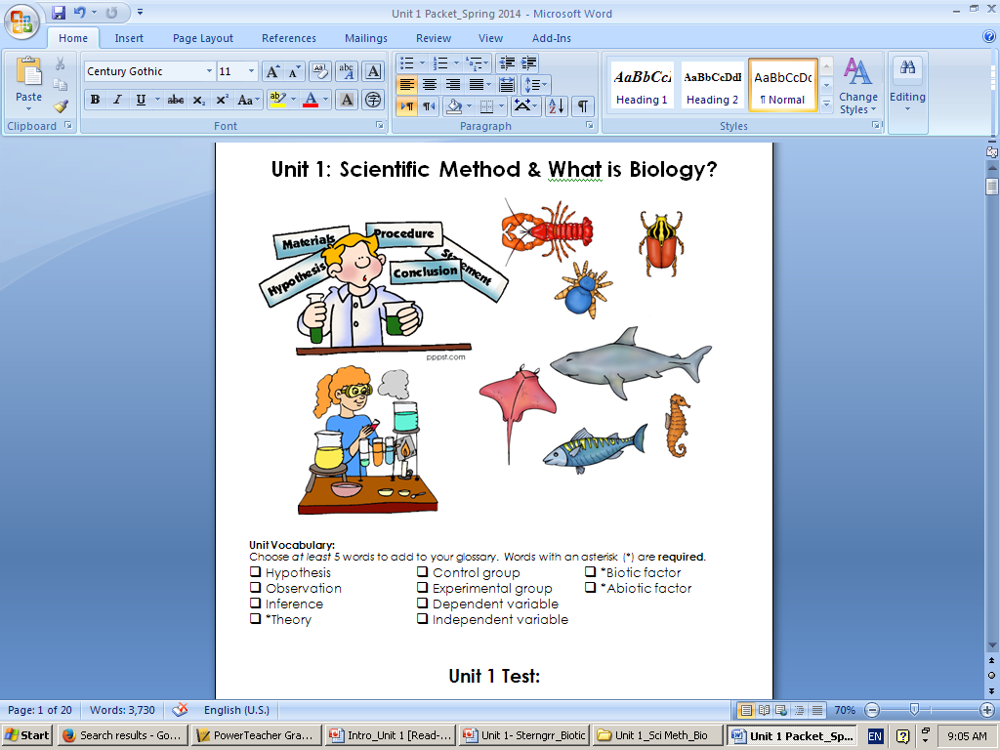 Unit 1 Packet_Spring 2014 - Microsoft Word
Home Insert Page Layout References Mailings Review View Add-Ins
Century Gothic 11
Paste
B I U abc X₂ X² Aa ab A A
AaBbCcI AaBbCcDdI AaBbCcDc
Heading 1 Heading 2 ¶ Normal
Change Styles
Editing
Clipboard Font Paragraph Styles
Unit 1: Scientific Method & What is Biology?
Materials Procedure
Hypothesis Conclusion
pppst.com
Unit Vocabulary:
Choose at least 5 words to add to your glossary. Words with an asterisk (*) are required.
Hypothesis Control group *Biotic factor
Observation Experimental group *Abiotic factor
Inference Dependent variable
*Theory Independent variable
Unit 1 Test:
Page: 1 of 20 Words: 3,730 English (U.S.) 70%
Start Search results - Go... PowerTeacher Gra... Intro_Unit 1 [Read-... Unit 1- Sterngrr_Biotic Unit 1_Sci Meth_Bio Unit 1 Packet_Sp... EN 9:05 AM